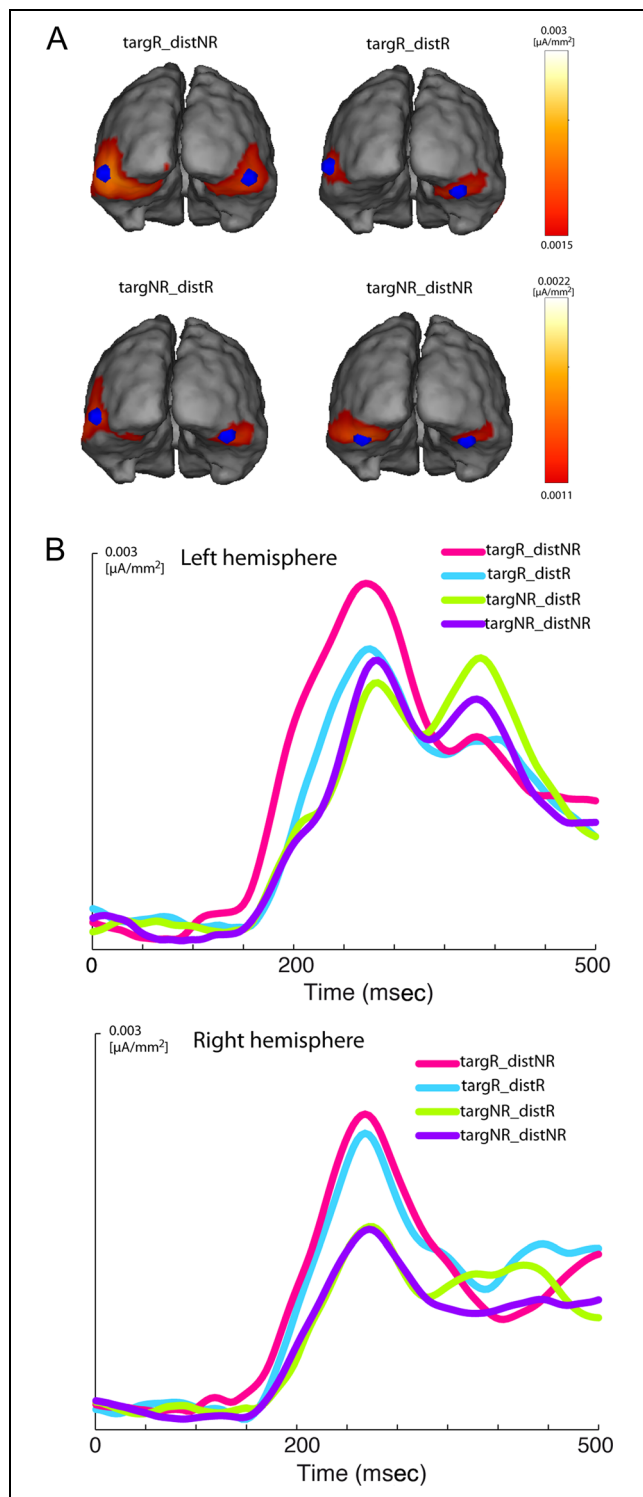 A
targR_distNR
targR_distR
0.003
[µA/mm²]
0.0015
targNR_distR
targNR_distNR
0.0022
[µA/mm²]
0.0011
B
0.003
[µA/mm²]
Left hemisphere
targR_distNR
targR_distR
targNR_distR
targNR_distNR
0
200
500
Time (msec)
0.003
[µA/mm²]
Right hemisphere
targR_distNR
targR_distR
targNR_distR
targNR_distNR
0
200
500
Time (msec)